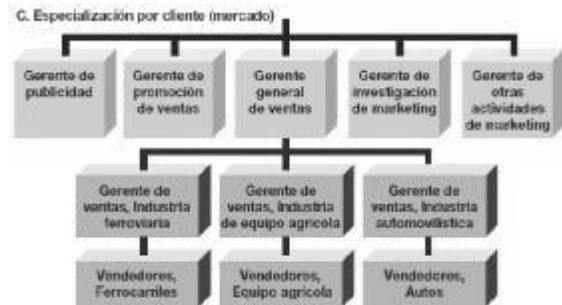 C. Especialización por cliente (mercado)
Gerente de
publicidad
Gerente de
promoción
de ventas
Gerente
general
de ventas
Gerente de
investigación
de marketing
Gerente de
otras
actividades
de marketing
Gerente de
ventas, Industria
ferroviaria
Gerente de
ventas, Industria
de equipo agrícola
Gerente de
ventas, Industria
automovilística
Vendedores,
Ferrocarriles
Vendedores,
Equipo agrícola
Vendedores,
Autos